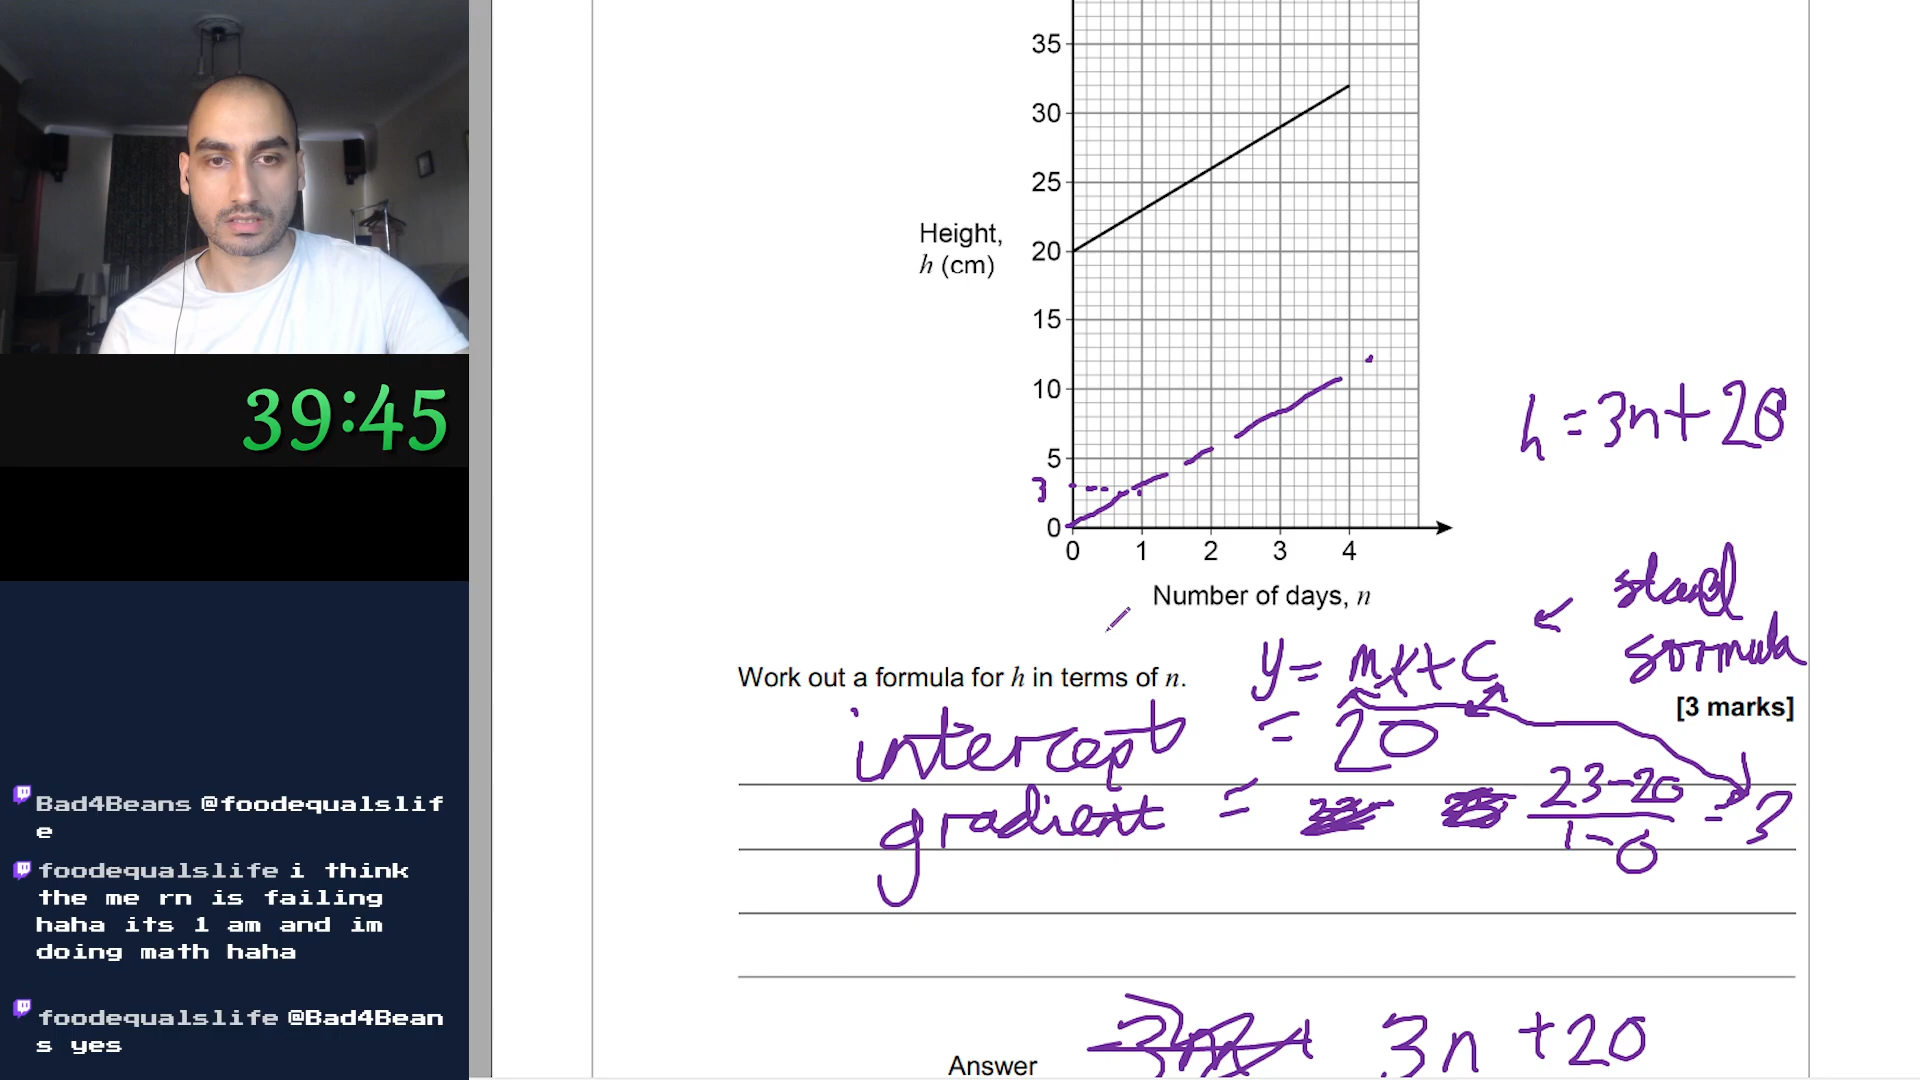 39:45
Bad4Beans @foodequalslif
e
foodequalslife i think
the me rn is failing
haha its 1 am and im
doing math haha
foodequalslife @Bad4Bean
s yes
35
30
25
20
15
10
5
0
Height,
h (cm)
3
0 1 2 3 4
Number of days, n
h = 3n + 20
formula
y = mx + c
Work out a formula for h in terms of n.
[3 marks]
intercept = 20
gradient = 23-20
1-0
= 3
Answer 3n + 20